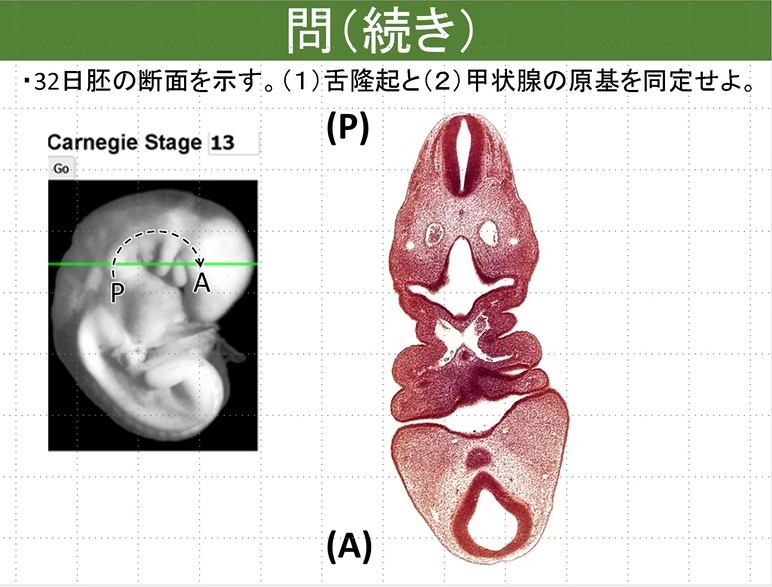 問(続き)
・32日胚の断面を示す。(1)舌隆起と(2)甲状腺の原基を同定せよ。
Carnegie Stage 13
Go
(P)
P
A
(A)